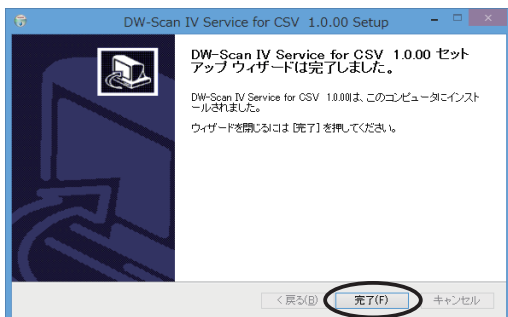 DW-Scan IV Service for CSV 1.0.00 Setup
DW-Scan IV Service for CSV 1.0.00 セット
アップ ウィザードは完了しました。
DW-Scan IV Service for CSV 1.0.00は、このコンピュータにインスト
ールされました。
ウィザードを閉じるには [完了] を押してください。
< 戻る(B)
完了(F)
キャンセル